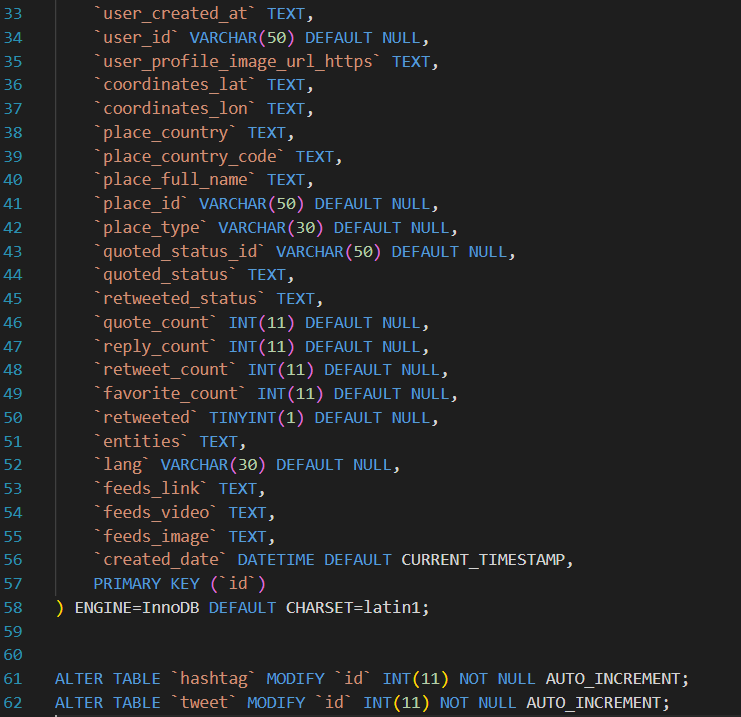 33 `user_created_at` TEXT,
34 `user_id` VARCHAR(50) DEFAULT NULL,
35 `user_profile_image_url_https` TEXT,
36 `coordinates_lat` TEXT,
37 `coordinates_lon` TEXT,
38 `place_country` TEXT,
39 `place_country_code` TEXT,
40 `place_full_name` TEXT,
41 `place_id` VARCHAR(50) DEFAULT NULL,
42 `place_type` VARCHAR(30) DEFAULT NULL,
43 `quoted_status_id` VARCHAR(50) DEFAULT NULL,
44 `quoted_status` TEXT,
45 `retweeted_status` TEXT,
46 `quote_count` INT(11) DEFAULT NULL,
47 `reply_count` INT(11) DEFAULT NULL,
48 `retweet_count` INT(11) DEFAULT NULL,
49 `favorite_count` INT(11) DEFAULT NULL,
50 `retweeted` TINYINT(1) DEFAULT NULL,
51 `entities` TEXT,
52 `lang` VARCHAR(30) DEFAULT NULL,
53 `feeds_link` TEXT,
54 `feeds_video` TEXT,
55 `feeds_image` TEXT,
56 `created_date` DATETIME DEFAULT CURRENT_TIMESTAMP,
57 PRIMARY KEY (`id`)
58 ) ENGINE=InnoDB DEFAULT CHARSET=latin1;
59
60
61 ALTER TABLE `hashtag` MODIFY `id` INT(11) NOT NULL AUTO_INCREMENT;
62 ALTER TABLE `tweet` MODIFY `id` INT(11) NOT NULL AUTO_INCREMENT;